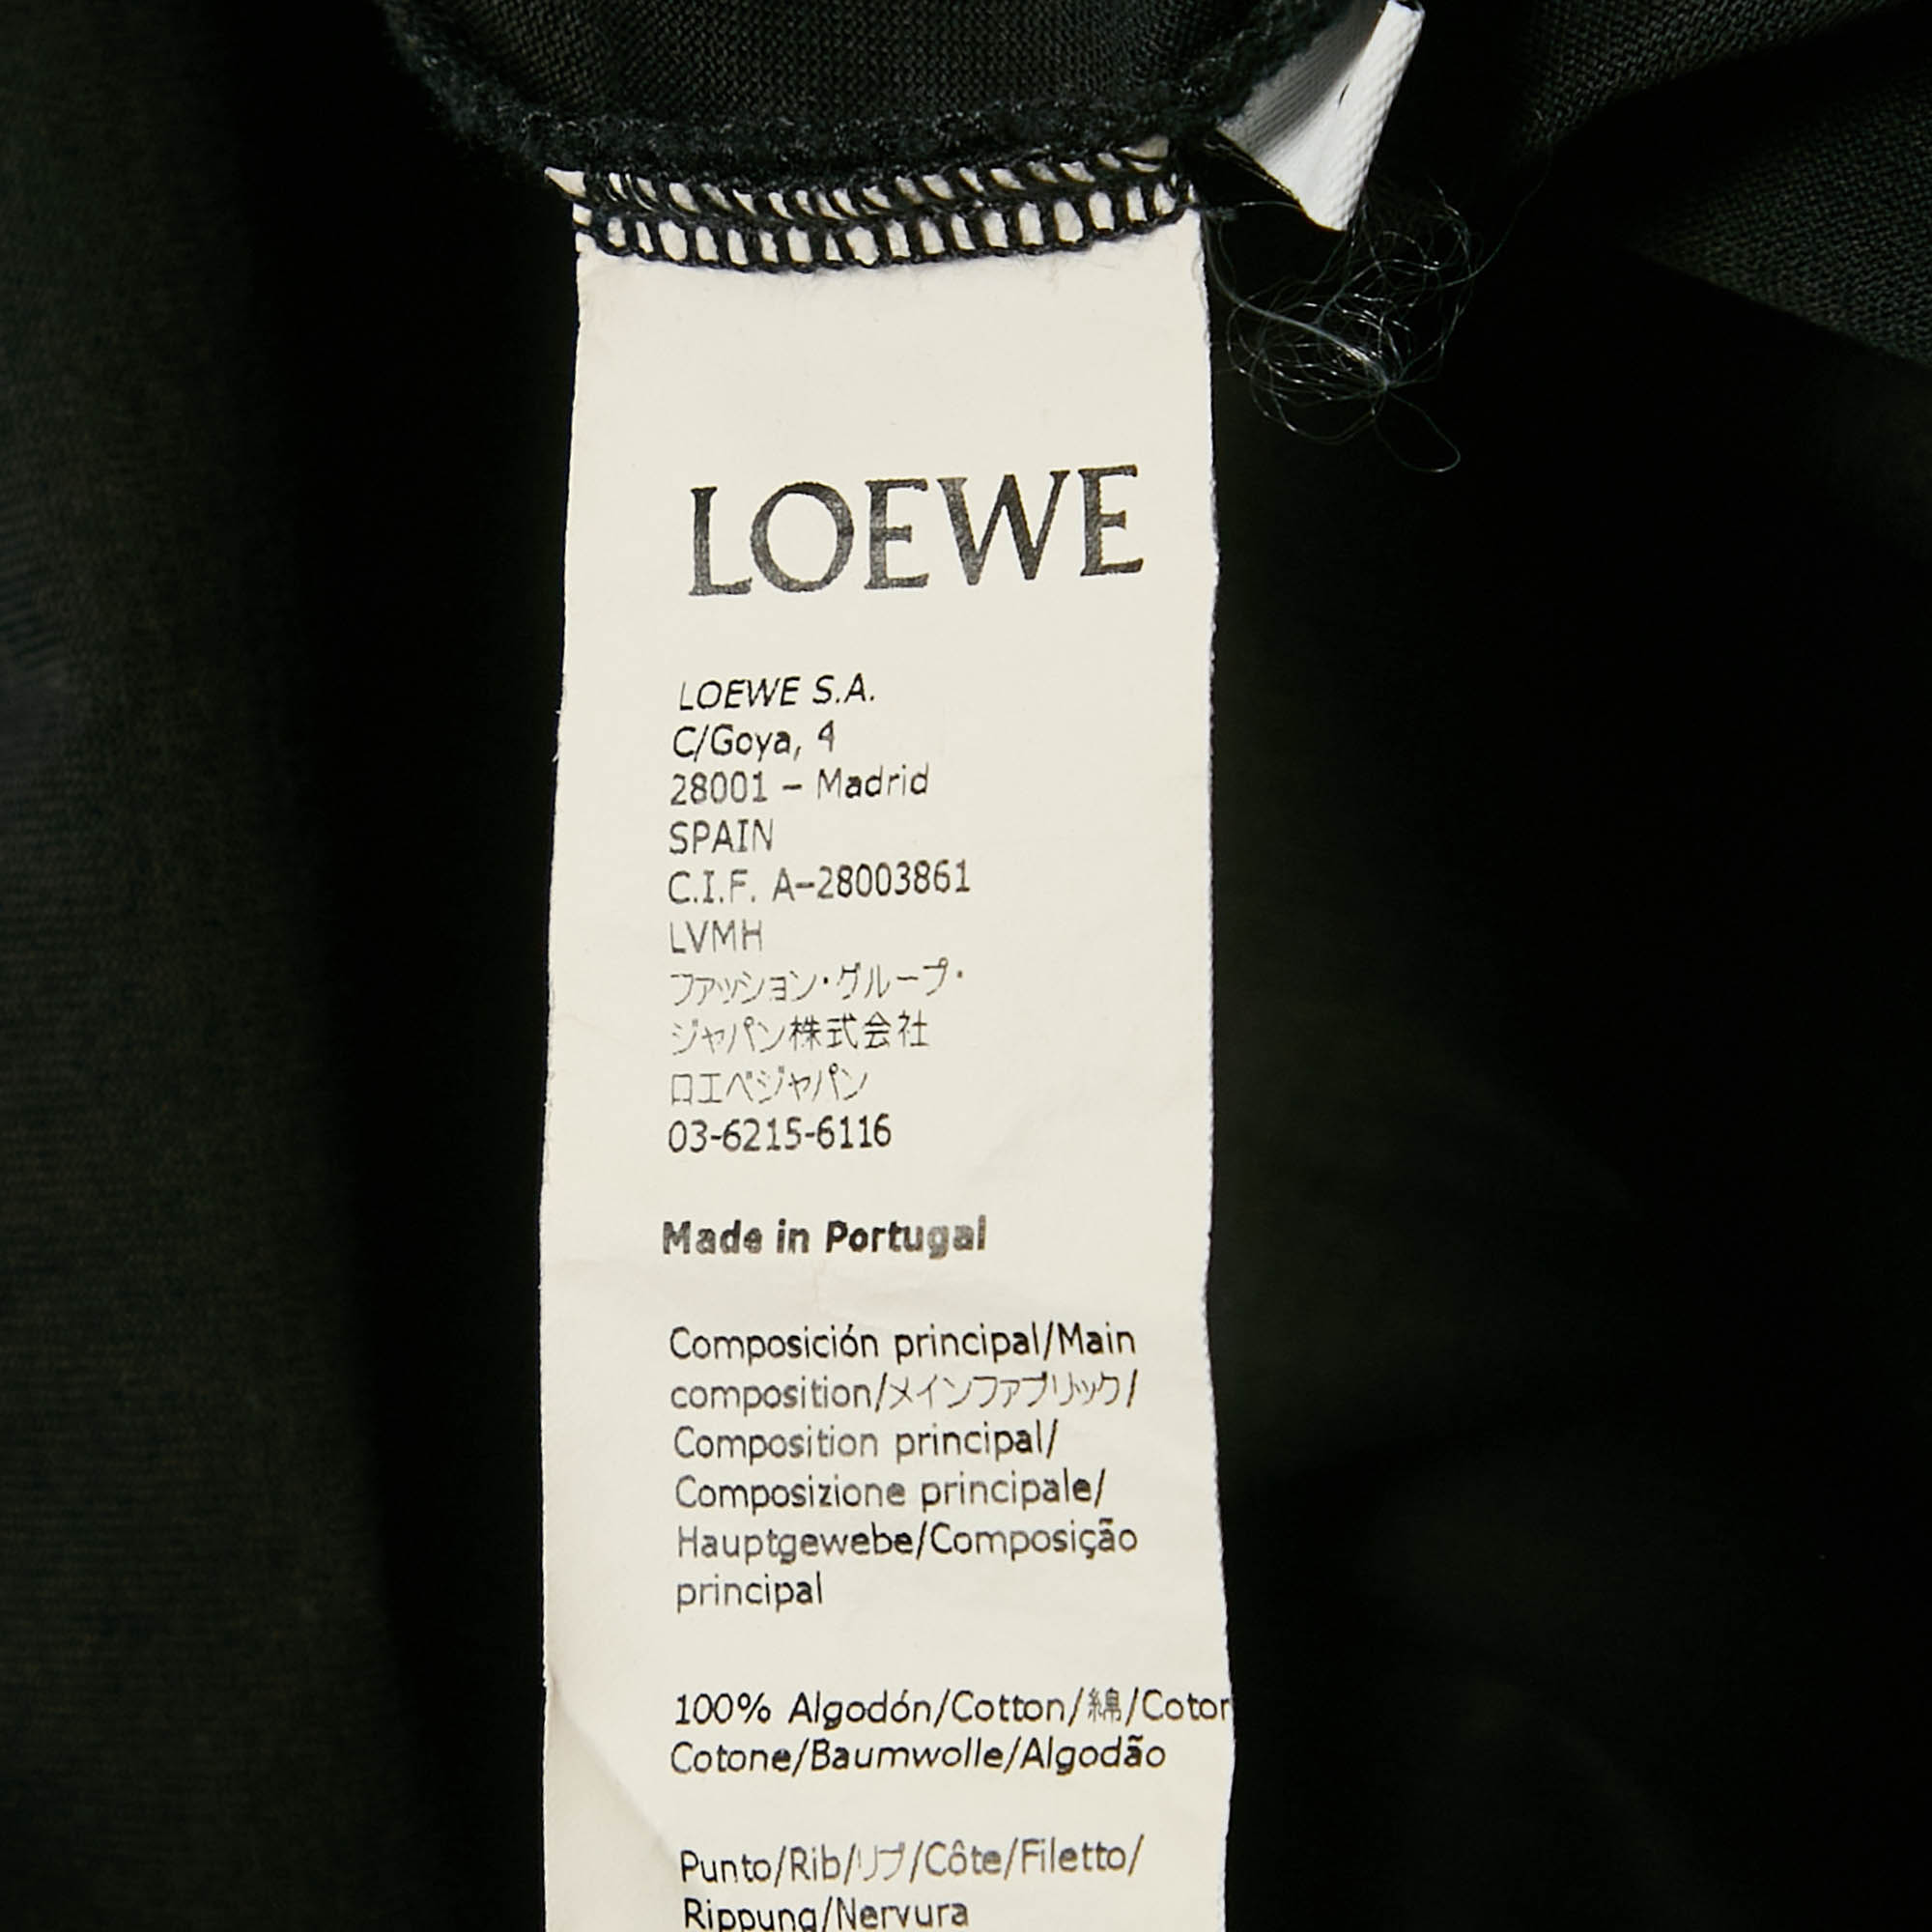 LOEWE
LOEWE S.A.
C/Goya, 4
28001 – Madrid
SPAIN
C.I.F. A–28003861
LVMH
ファッション・グループ・
ジャパン株式会社
ロエベジャパン
03-6215-6116
Made in Portugal
Composición principal/Main
composition/メインファブリック/
Composition principal/
Composizione principale/
Hauptgewebe/Composição
principal
100% Algodón/Cotton/綿/Coton
Cotone/Baumwolle/Algodão
Punto/Rib/リブ/Côte/Filetto/
Rippung/Nervura